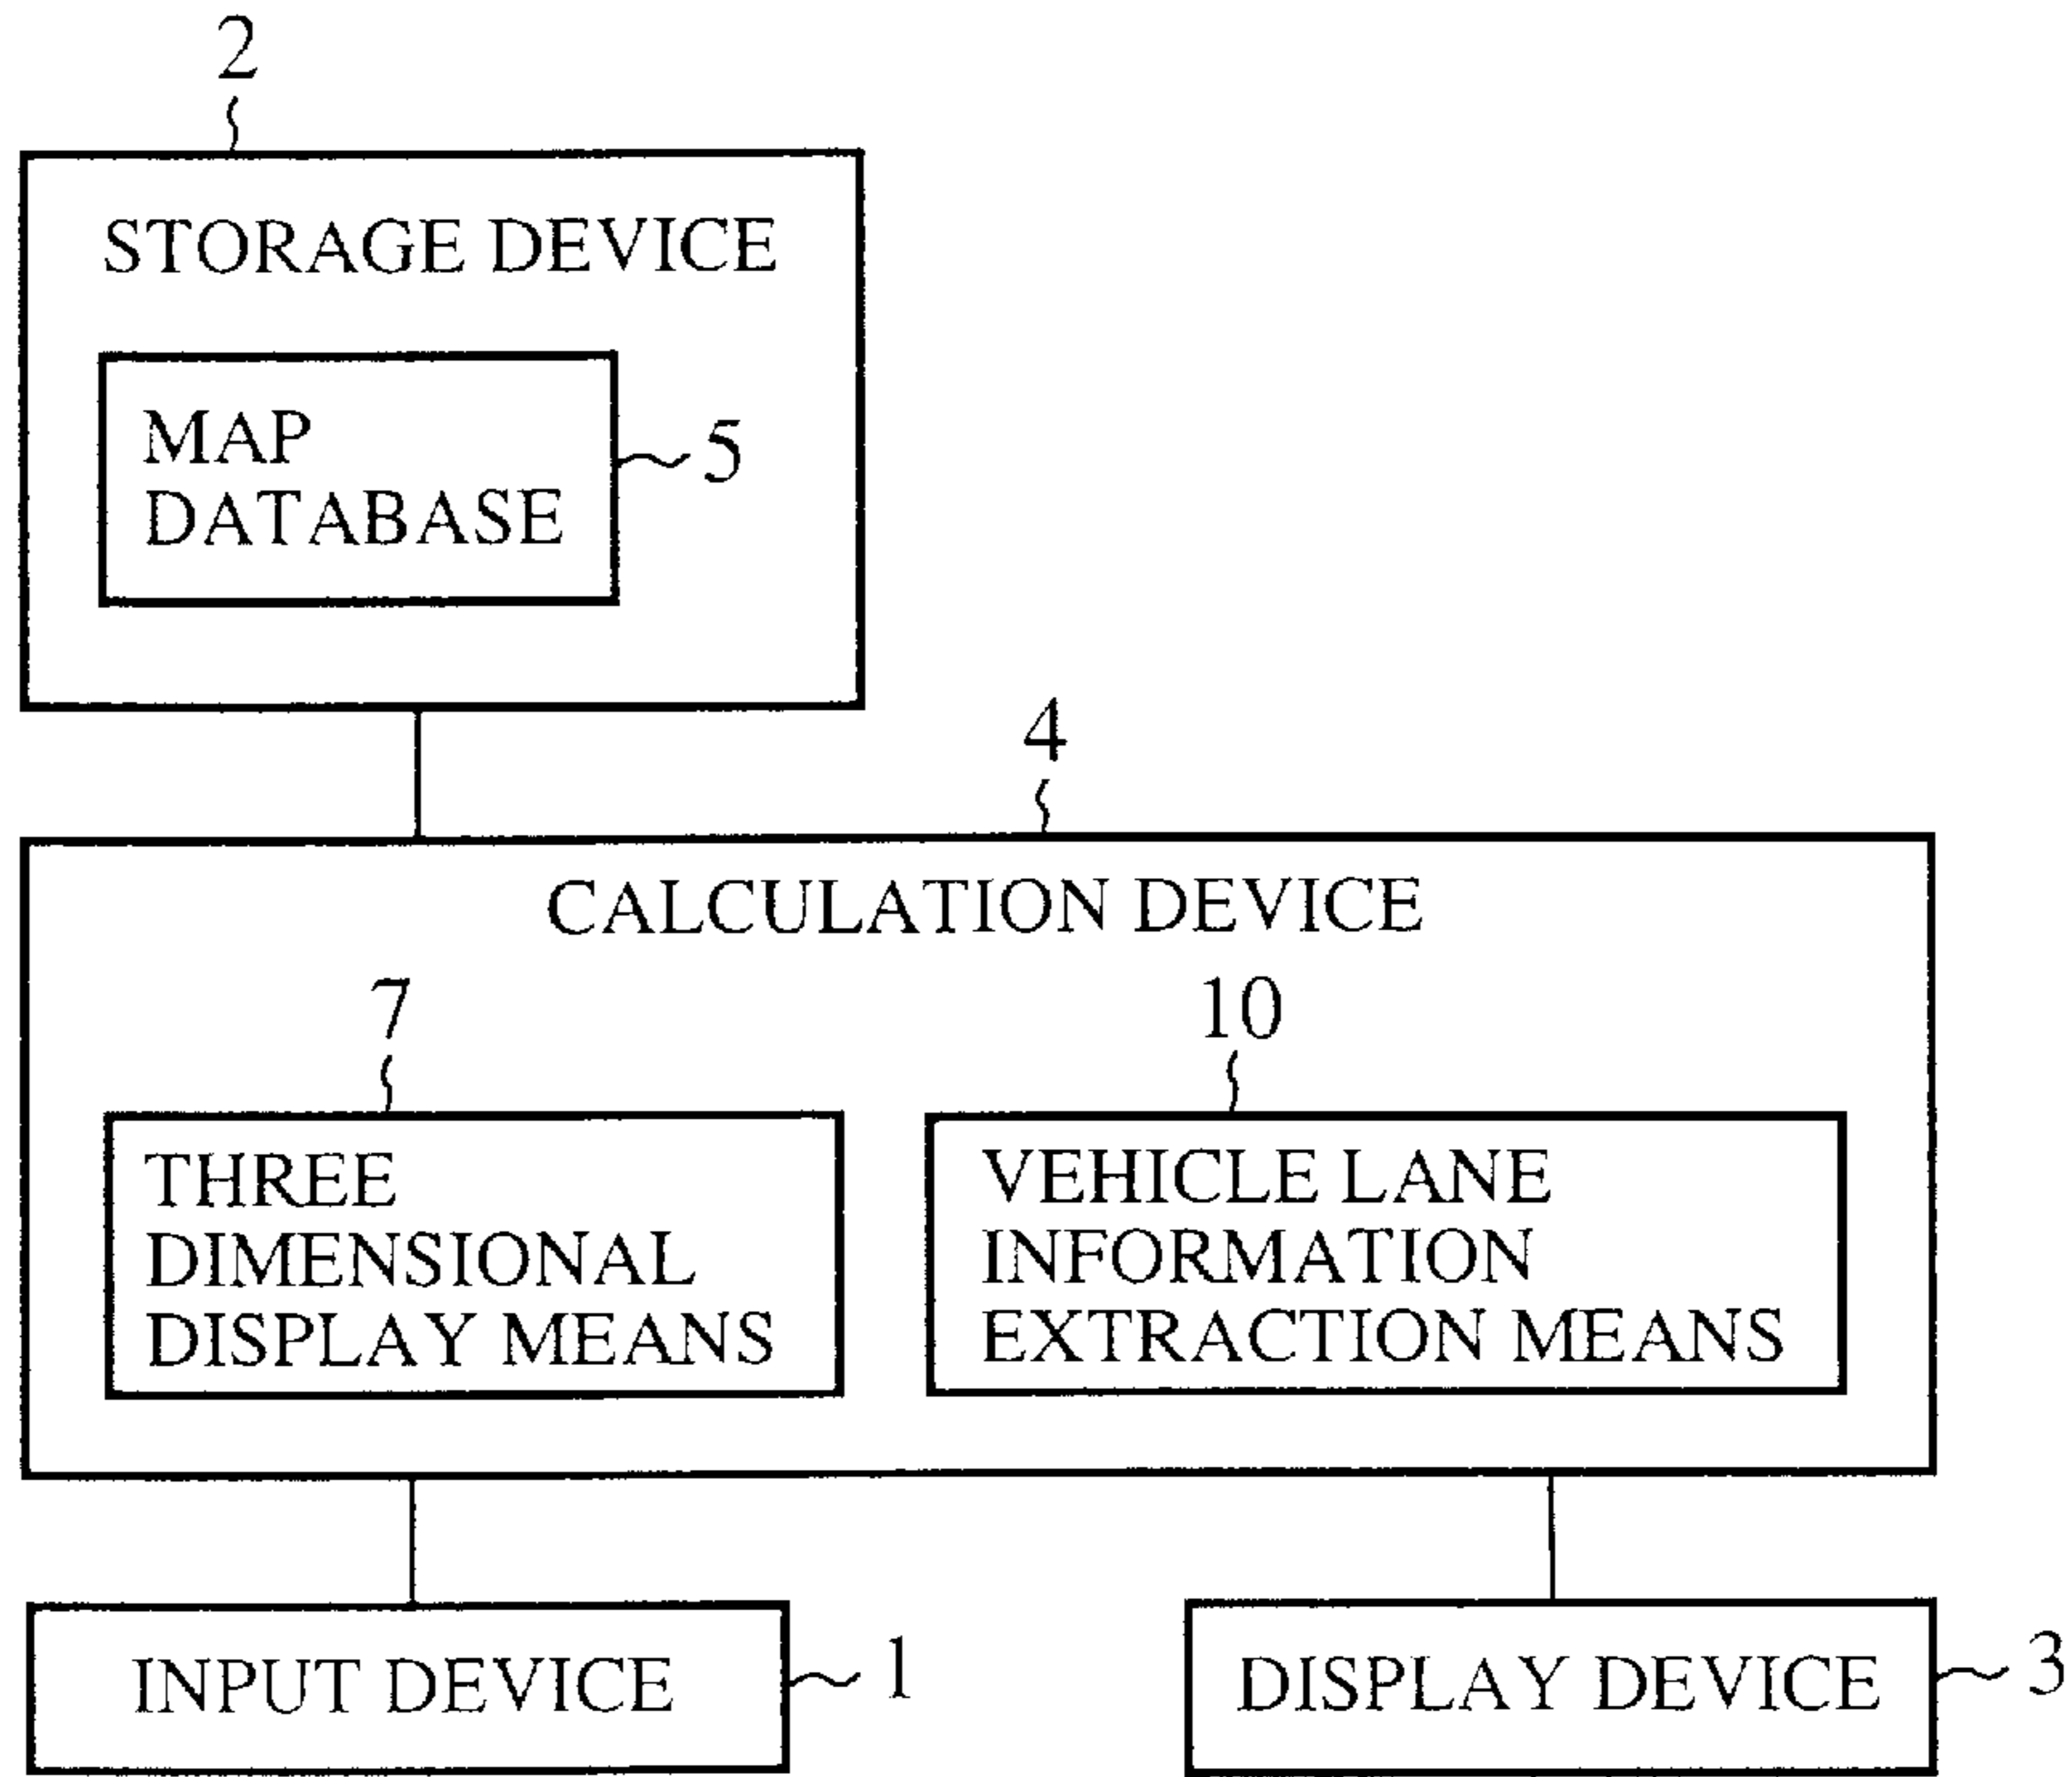 2
STORAGE DEVICE
MAP
DATABASE
5
4
CALCULATION DEVICE
7
10
THREE
DIMENSIONAL
DISPLAY MEANS
VEHICLE LANE
INFORMATION
EXTRACTION MEANS
INPUT DEVICE
1
DISPLAY DEVICE
3